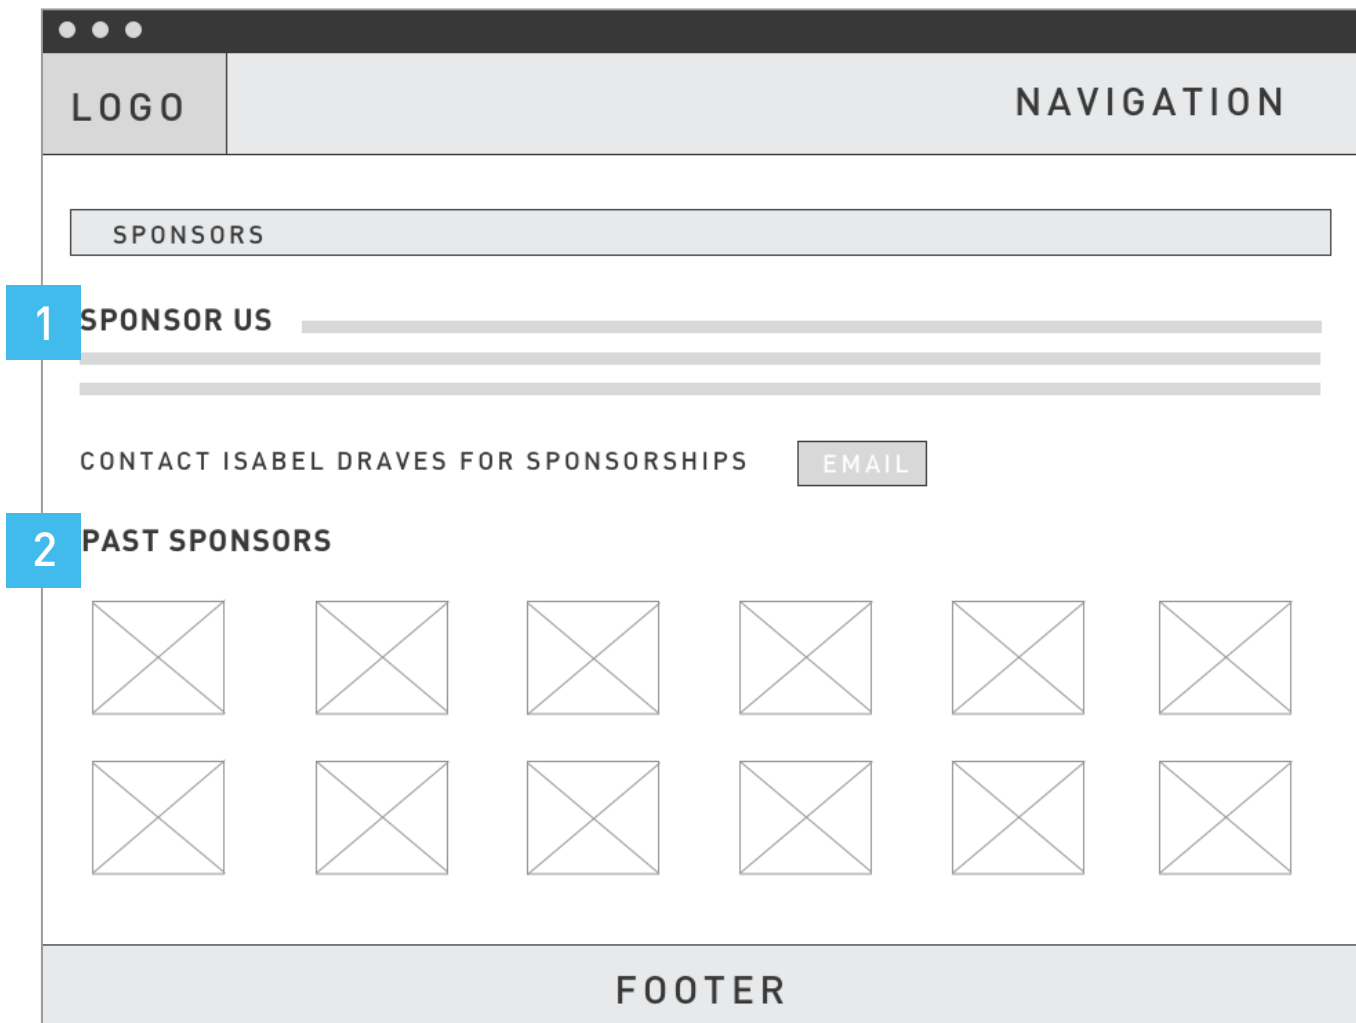 LOGO
NAVIGATION
SPONSORS
1
SPONSOR US
CONTACT ISABEL DRAVES FOR SPONSORSHIPS
EMAIL
2
PAST SPONSORS
FOOTER